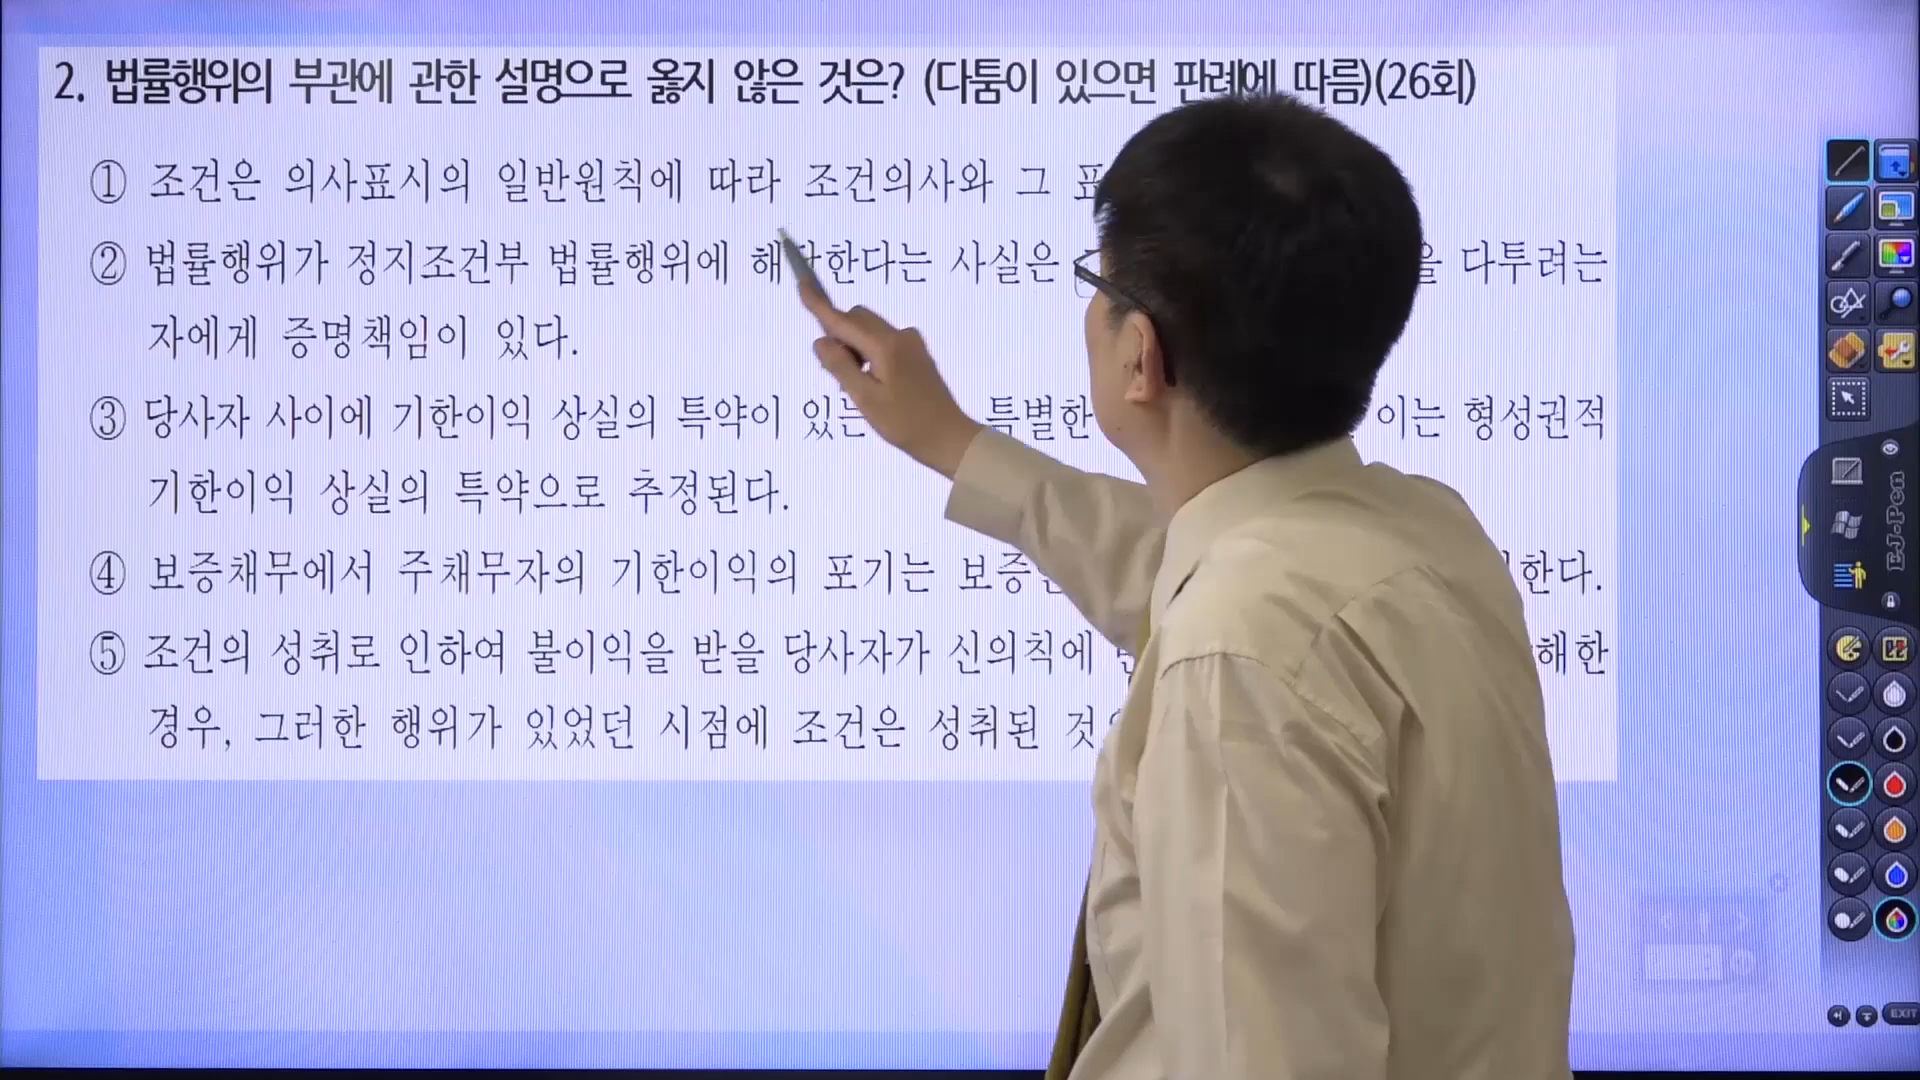 2. 법률행위의 부관에 관한 설명으로 옳지 않은 것은? (다툼이 있으면 판례에 따름)(26회)
① 조건은 의사표시의 일반원칙에 따라 조건의사와 그
② 법률행위가 정지조건부 법률행위에 해당한다는 사실은 다투려는
자에게 증명책임이 있다.
③ 당사자 사이에 기한이익 상실의 특약이 있는 특별한 이는 형성권적
기한이익 상실의 특약으로 추정된다.
④ 보증채무에서 주채무자의 기한이익의 포기는 한다.
⑤ 조건의 성취로 인하여 불이익을 받을 당사자가 신의칙에 해한
경우, 그러한 행위가 있었던 시점에 조건은 성취된 것
EJ-Pen
EXIT